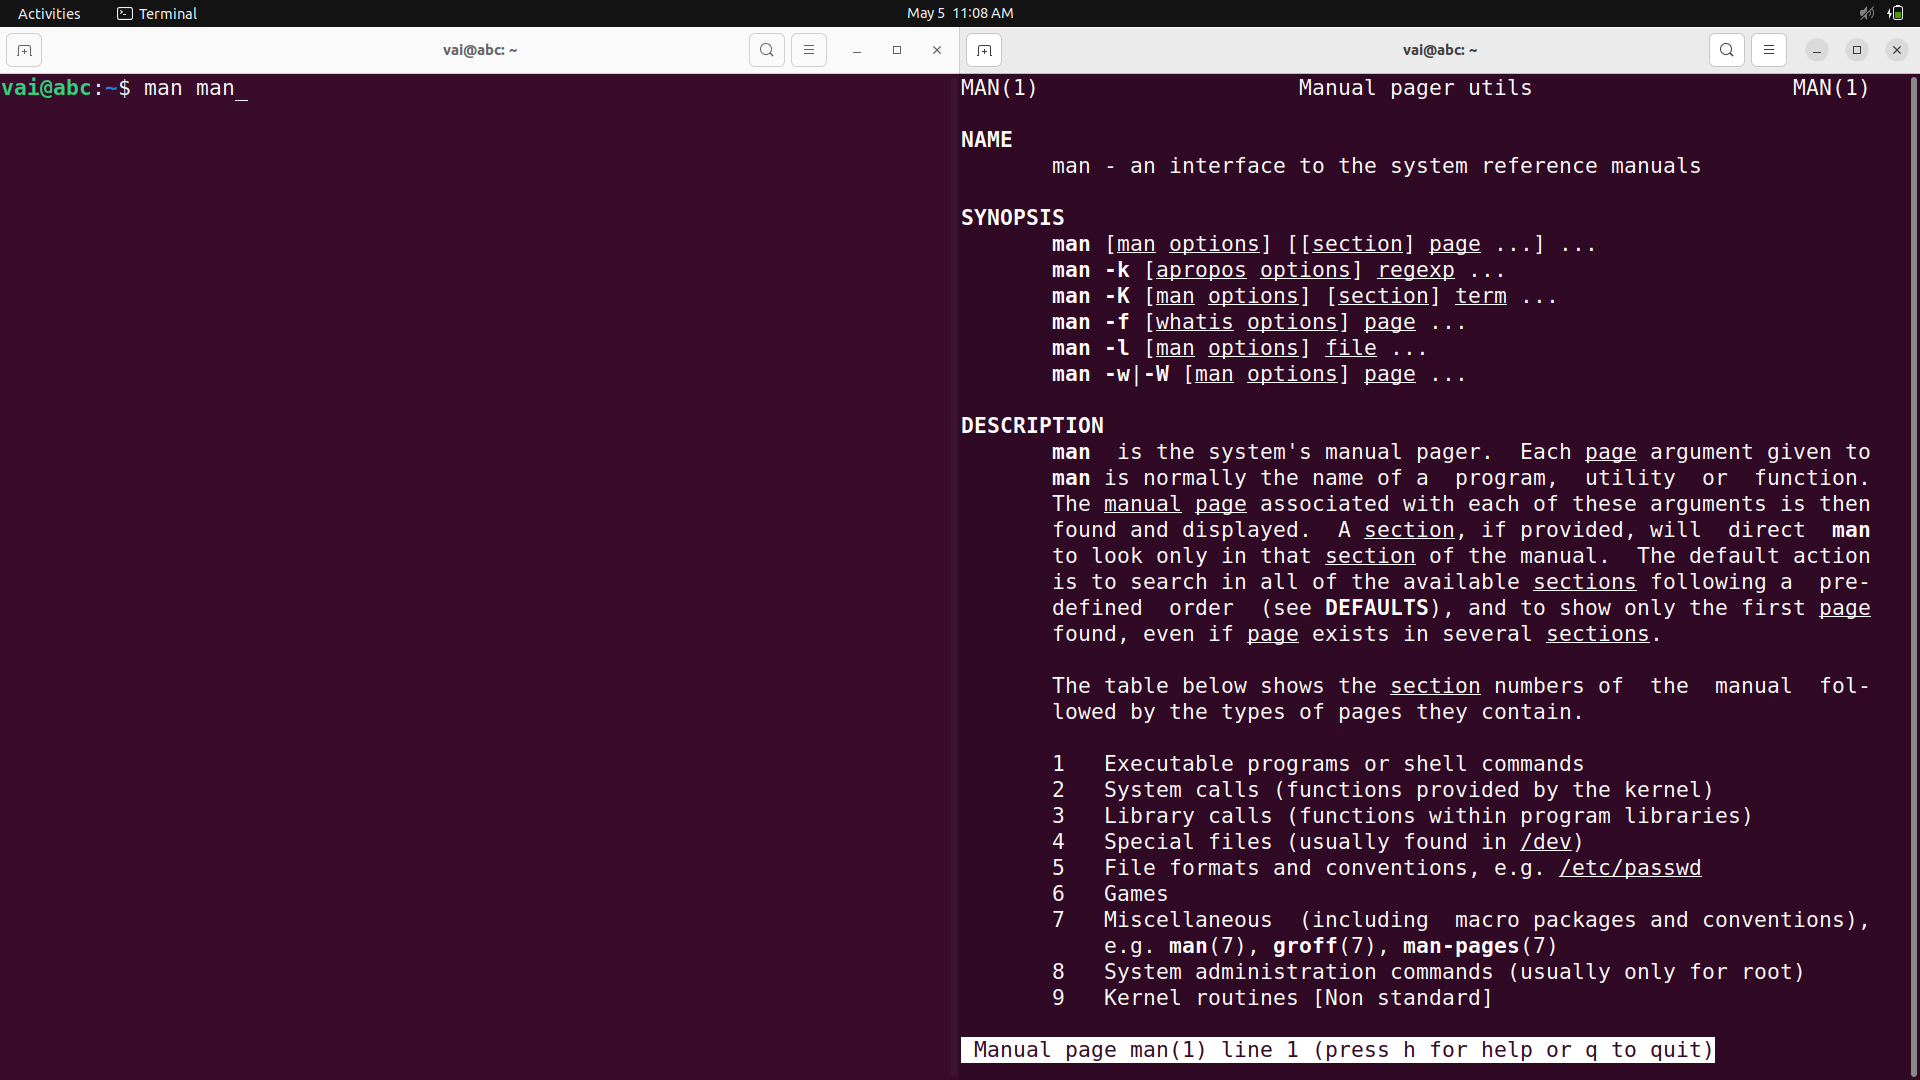 Activities Terminal May 5 11:08 AM
vai@abc: ~
vai@abc:~$ man man_
vai@abc: ~
MAN(1) Manual pager utils MAN(1)
NAME
man - an interface to the system reference manuals
SYNOPSIS
man [man options] [[section] page ...] ...
man -k [apropos options] regexp ...
man -K [man options] [section] term ...
man -f [whatis options] page ...
man -l [man options] file ...
man -w|-W [man options] page ...
DESCRIPTION
man is the system's manual pager. Each page argument given to
man is normally the name of a program, utility or function.
The manual page associated with each of these arguments is then
found and displayed. A section, if provided, will direct man
to look only in that section of the manual. The default action
is to search in all of the available sections following a pre-
defined order (see DEFAULTS), and to show only the first page
found, even if page exists in several sections.
The table below shows the section numbers of the manual fol-
lowed by the types of pages they contain.
1 Executable programs or shell commands
2 System calls (functions provided by the kernel)
3 Library calls (functions within program libraries)
4 Special files (usually found in /dev)
5 File formats and conventions, e.g. /etc/passwd
6 Games
7 Miscellaneous (including macro packages and conventions),
e.g. man(7), groff(7), man-pages(7)
8 System administration commands (usually only for root)
9 Kernel routines [Non standard]
Manual page man(1) line 1 (press h for help or q to quit)